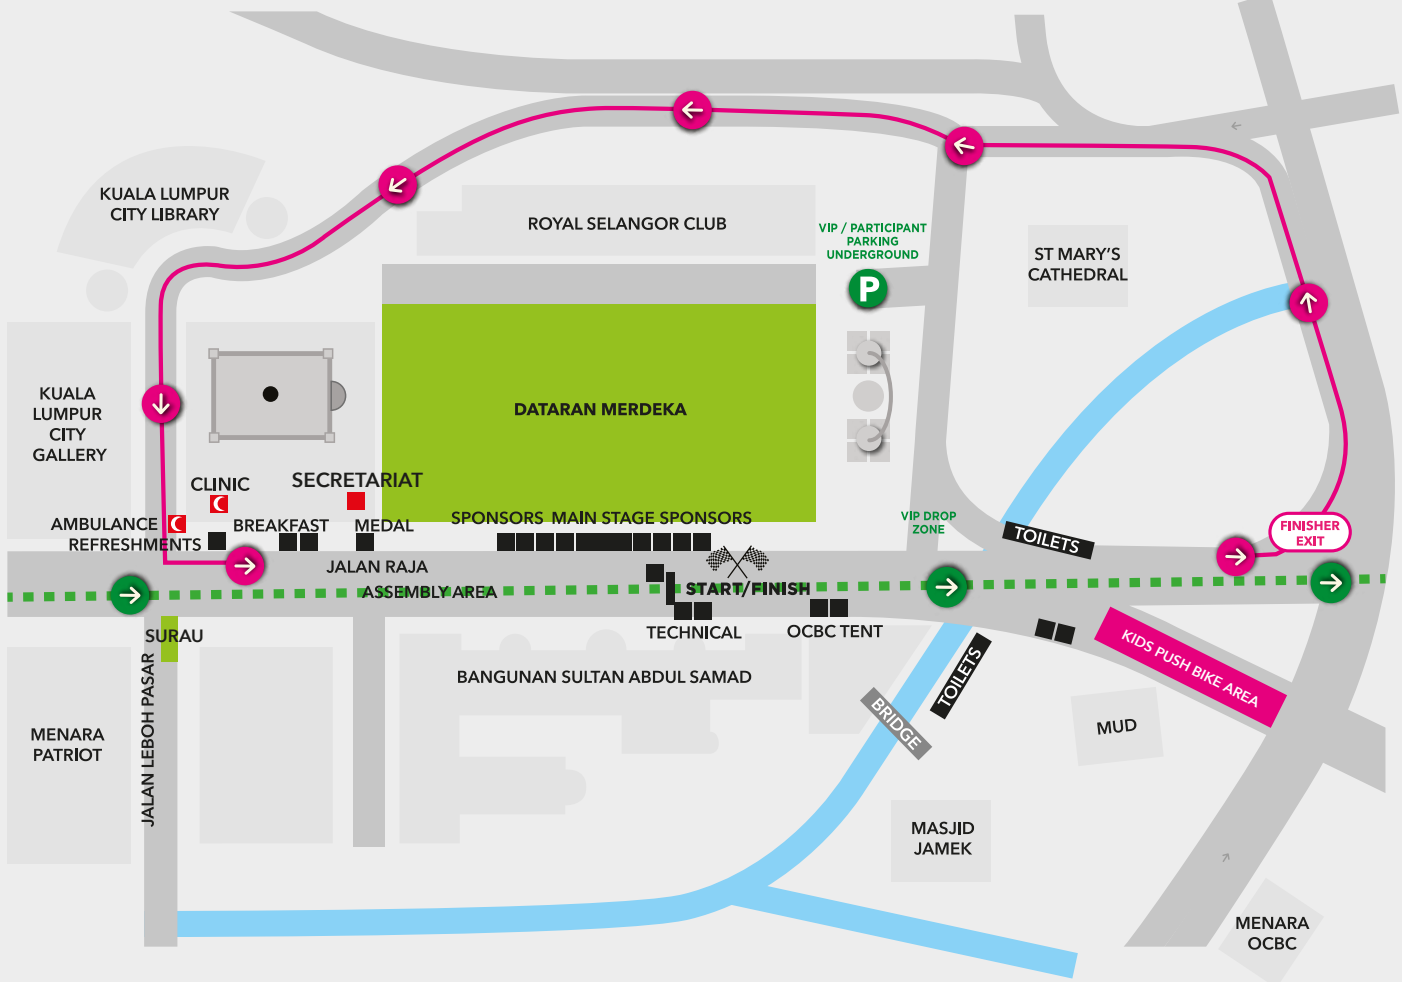 KUALA LUMPUR
CITY LIBRARY
ROYAL SELANGOR CLUB
VIP / PARTICIPANT
PARKING
UNDERGROUND
P
ST MARY'S
CATHEDRAL
KUALA
LUMPUR
CITY
GALLERY
DATARAN MERDEKA
CLINIC
SECRETARIAT
AMBULANCE
REFRESHMENTS
BREAKFAST
MEDAL
SPONSORS MAIN STAGE SPONSORS
VIP DROP
ZONE
TOILETS
FINISHER
EXIT
JALAN RAJA
ASSEMBLY AREA
START/FINISH
SURAU
TECHNICAL
OCBC TENT
KIDS PUSH BIKE AREA
JALAN LEBOH PASAR
BANGUNAN SULTAN ABDUL SAMAD
TOILETS
BRIDGE
MUD
MENARA
PATRIOT
MASJID
JAMEK
MENARA
OCBC